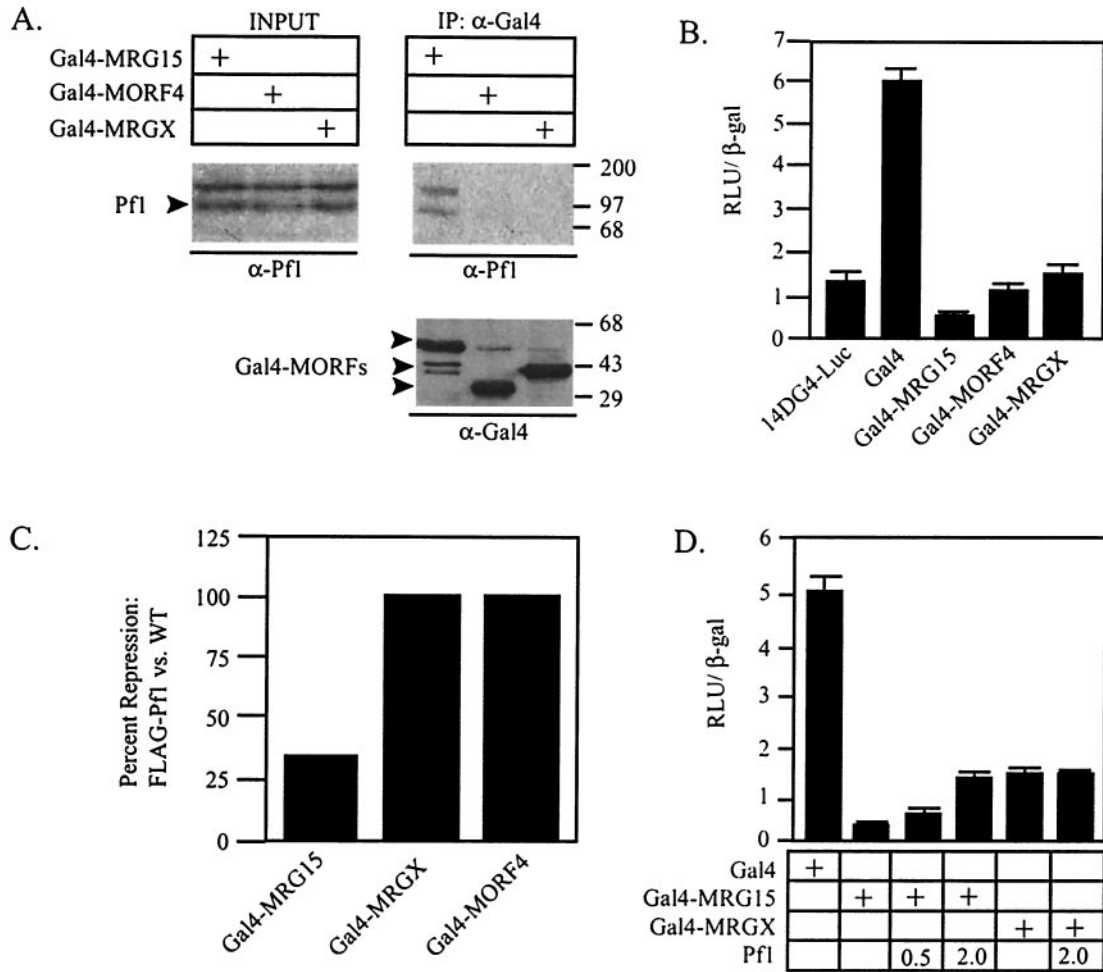 A.
INPUT
IP: α-Gal4
Gal4-MRG15 + +
Gal4-MORF4 + +
Gal4-MRGX + +
Pf1
200
97
68
α-Pf1
α-Pf1
Gal4-MORFs
68
43
29
α-Gal4
B.
RLU/ β-gal
7
6
5
4
3
2
1
0
14DG4-Luc
Gal4
Gal4-MRG15
Gal4-MORF4
Gal4-MRGX
C.
Percent Repression:
FLAG-Pf1 vs. WT
125
100
75
50
25
0
Gal4-MRG15
Gal4-MRGX
Gal4-MORF4
D.
RLU/ β-gal
6
5
4
3
2
1
0
Gal4 +
Gal4-MRG15 + + +
Gal4-MRGX + +
Pf1 0.5 2.0 2.0